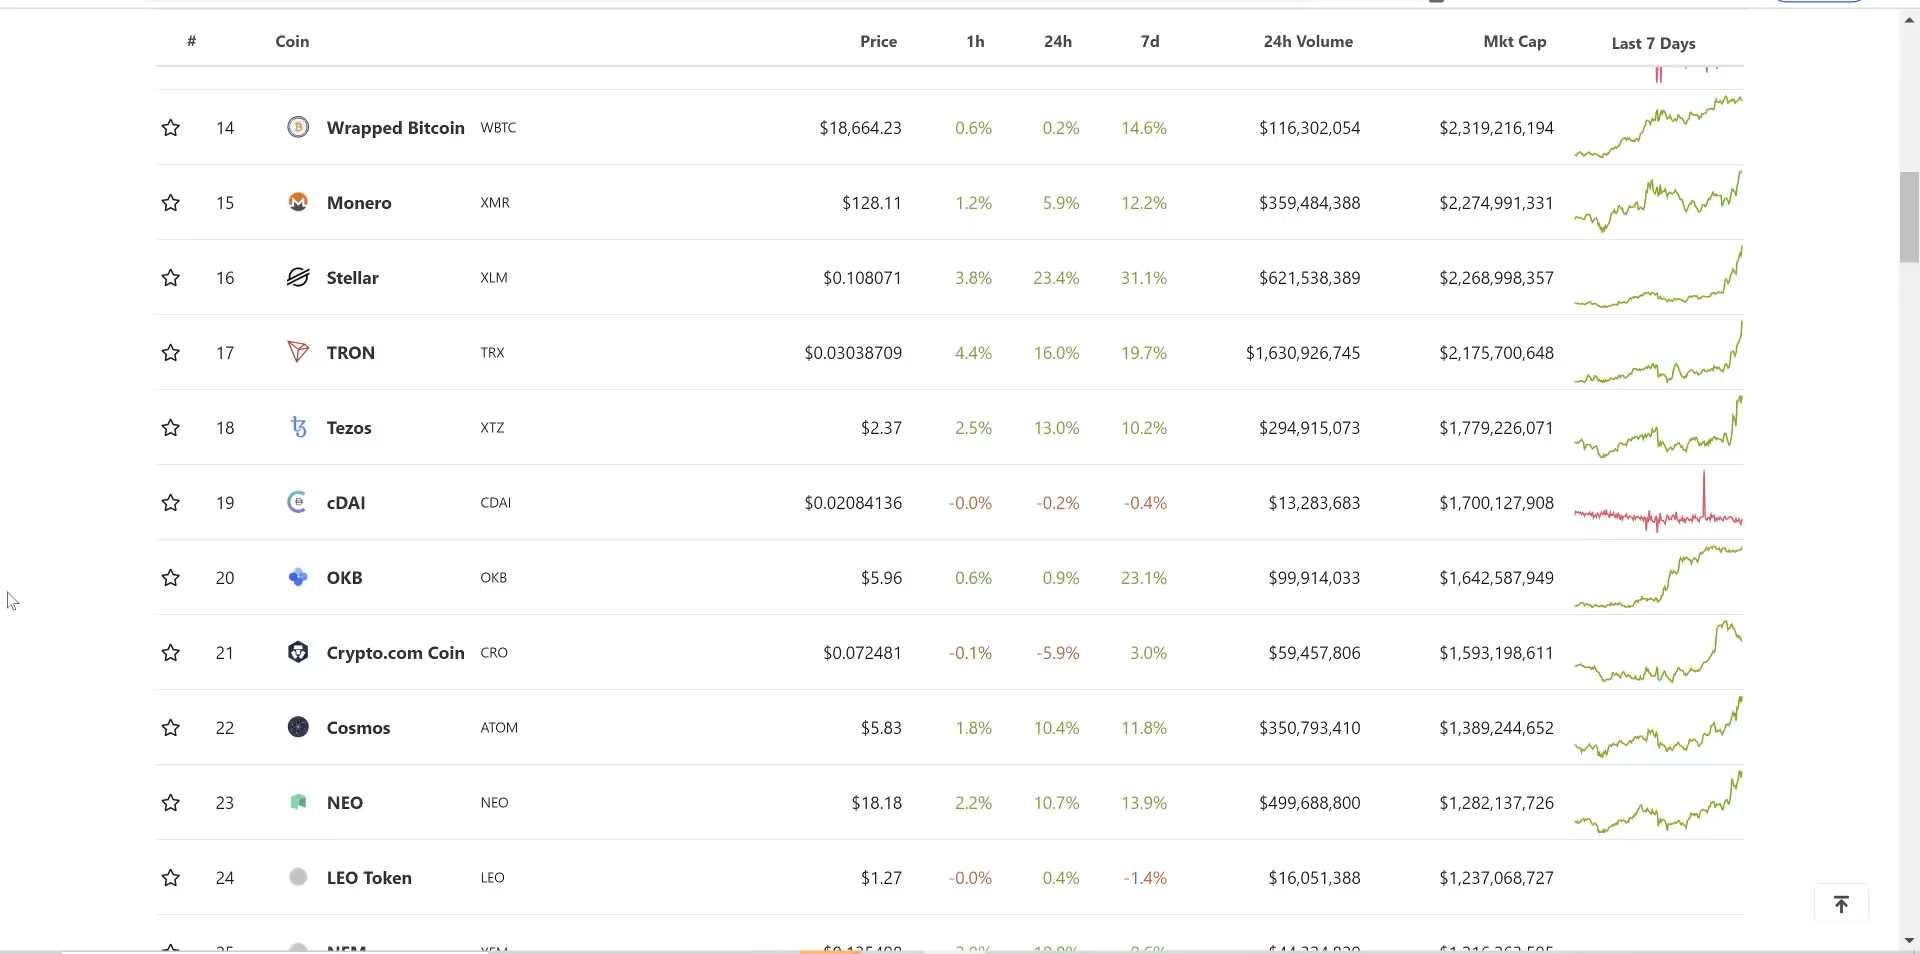 # Coin Price 1h 24h 7d 24h Volume Mkt Cap Last 7 Days
14 Wrapped Bitcoin WBTC $18,664.23 0.6% 0.2% 14.6% $116,302,054 $2,319,216,194
15 Monero XMR $128.11 1.2% 5.9% 12.2% $359,484,388 $2,274,991,331
16 Stellar XLM $0.108071 3.8% 23.4% 31.1% $621,538,389 $2,268,998,357
17 TRON TRX $0.03038709 4.4% 16.0% 19.7% $1,630,926,745 $2,175,700,648
18 Tezos XTZ $2.37 2.5% 13.0% 10.2% $294,915,073 $1,779,226,071
19 cDAI CDAI $0.02084136 -0.0% -0.2% -0.4% $13,283,683 $1,700,127,908
20 OKB OKB $5.96 0.6% 0.9% 23.1% $99,914,033 $1,642,587,949
21 Crypto.com Coin CRO $0.072481 -0.1% -5.9% 3.0% $59,457,806 $1,593,198,611
22 Cosmos ATOM $5.83 1.8% 10.4% 11.8% $350,793,410 $1,389,244,652
23 NEO NEO $18.18 2.2% 10.7% 13.9% $499,688,800 $1,282,137,726
24 LEO Token LEO $1.27 -0.0% 0.4% -1.4% $16,051,388 $1,237,068,727
25 NEM XEM